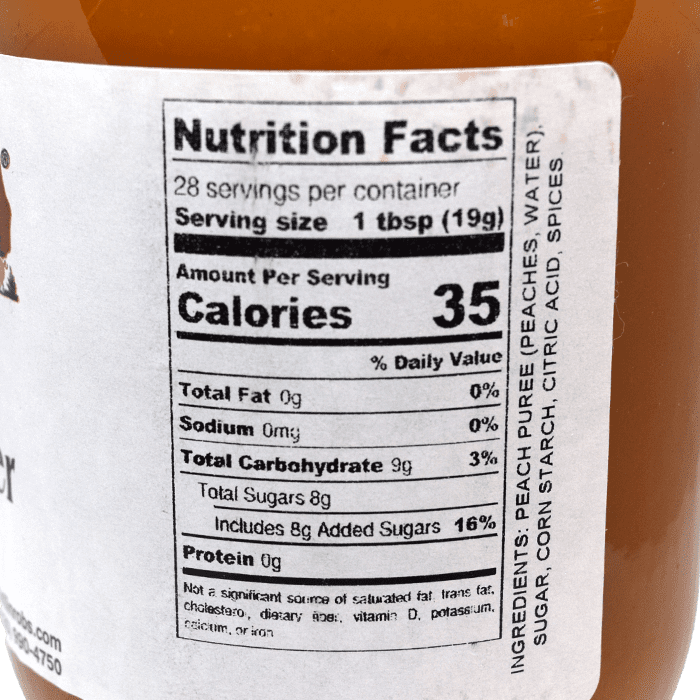 ®
Nutrition Facts
28 servings per container
Serving size 1 tbsp (19g)
Amount Per Serving
Calories 35
% Daily Value
Total Fat 0g 0%
Sodium 0mg 0%
Total Carbohydrate 9g 3%
Total Sugars 8g
Includes 8g Added Sugars 16%
Protein 0g
Not a significant source of saturated fat, trans fat,
cholesterol, dietary fiber, vitamin D, potassium,
calcium, or iron
INGREDIENTS: PEACH PUREE (PEACHES, WATER),
SUGAR, CORN STARCH, CITRIC ACID, SPICES.
er
990-4750